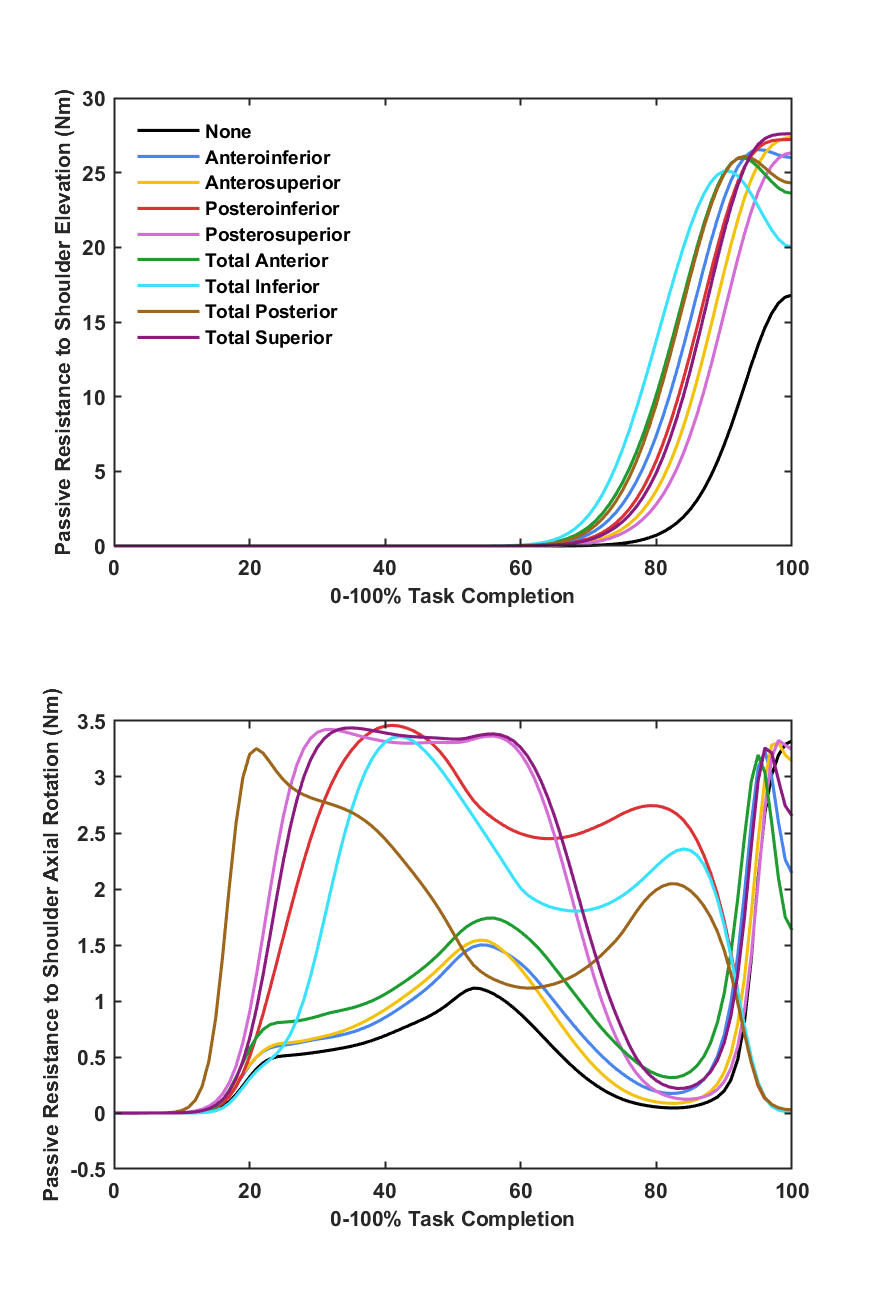 Passive Resistance to Shoulder Elevation (Nm)
30
25
20
15
10
5
0
None
Anteroinferior
Anterosuperior
Posteroinferior
Posterosuperior
Total Anterior
Total Inferior
Total Posterior
Total Superior
0 20 40 60 80 100
0-100% Task Completion
Passive Resistance to Shoulder Axial Rotation (Nm)
3.5
3
2.5
2
1.5
1
0.5
0
-0.5
0 20 40 60 80 100
0-100% Task Completion